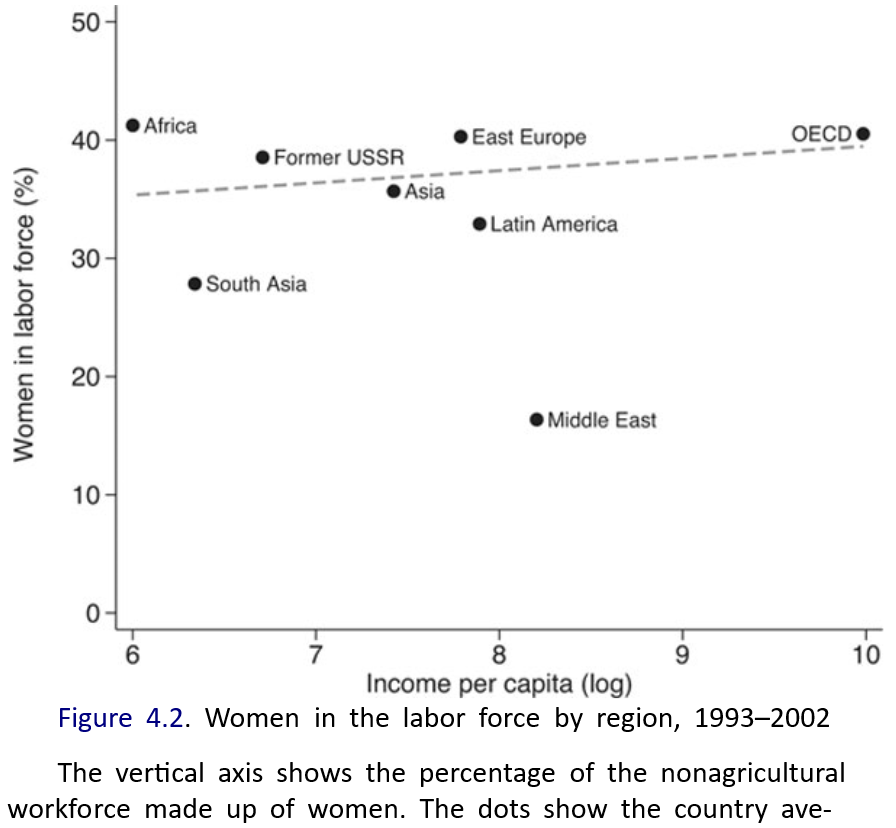 50
Africa
OECD
East Europe
40
Former USSR
Asia
Latin America
30
South Asia
Women in labor force (%)
20
Middle East
10
0
6 7 8 9 10
Income per capita (log)
Figure 4.2. Women in the labor force by region, 1993–2002
The vertical axis shows the percentage of the nonagricultural
workforce made up of women. The dots show the country ave-